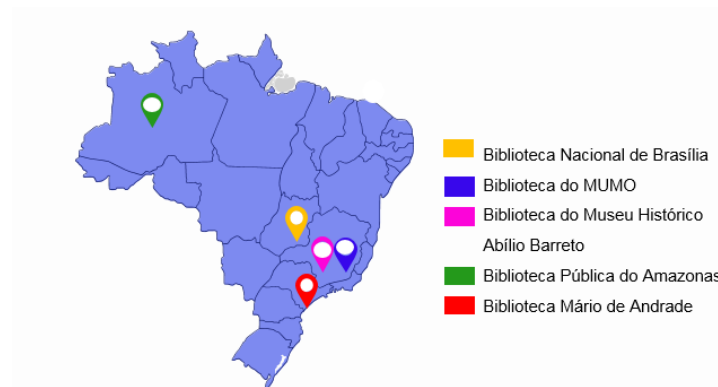 Biblioteca Nacional de Brasília
Biblioteca do MUMO
Biblioteca do Museu Histórico
Abílio Barreto
Biblioteca Pública do Amazonas
Biblioteca Mário de Andrade